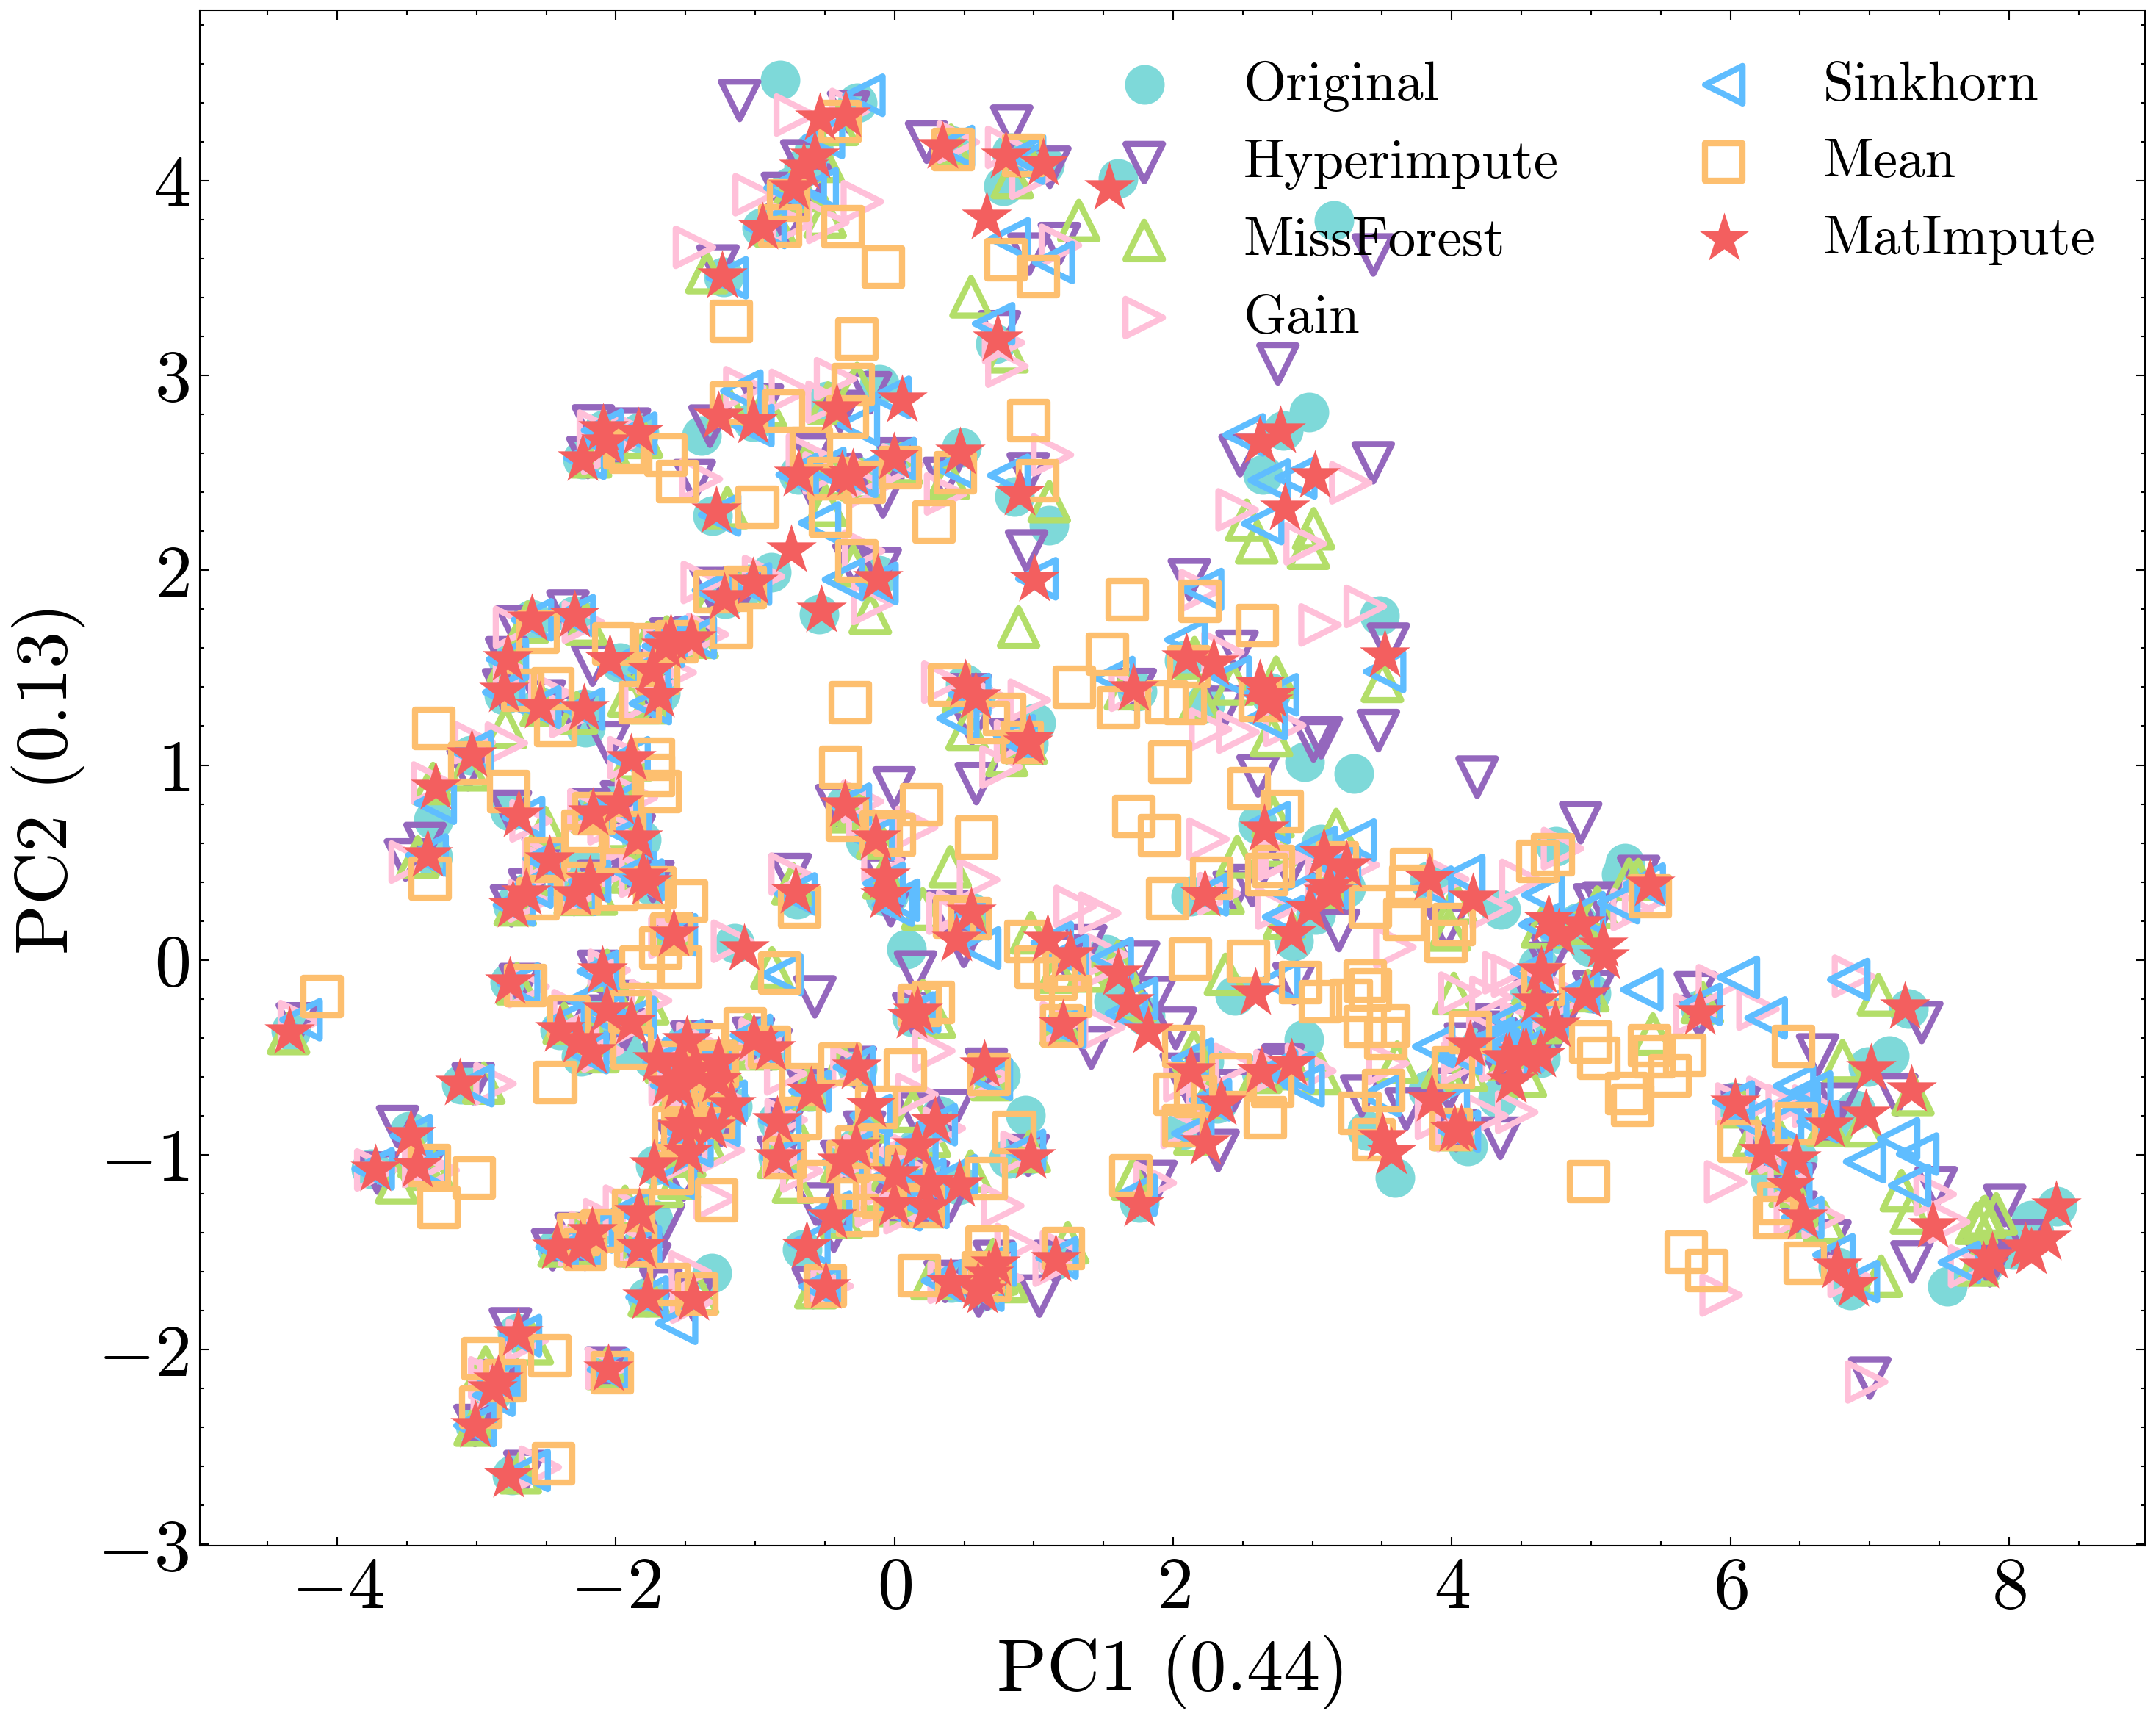 Original
Hyperimpute
MissForest
Gain
Sinkhorn
Mean
MatImpute
4
3
2
1
0
−1
−2
−3
PC2 (0.13)
−4
−2
0
2
4
6
8
PC1 (0.44)